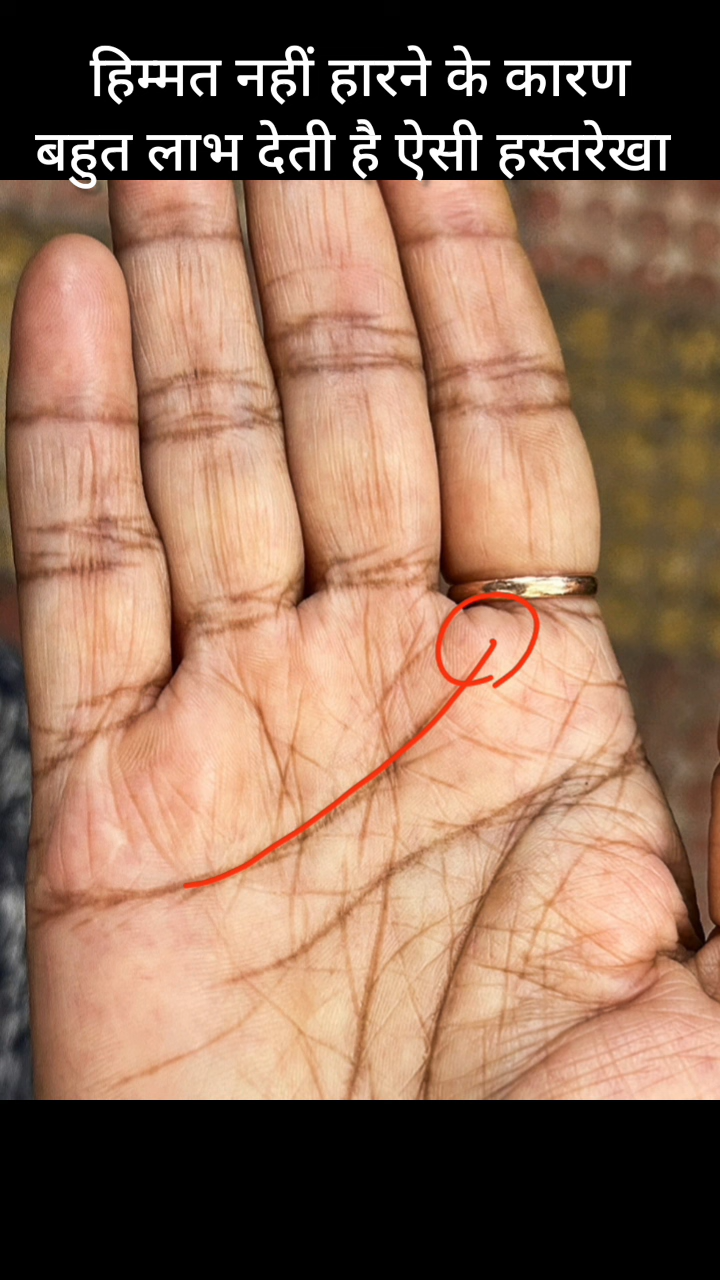 हिम्मत नहीं हारने के कारण
बहुत लाभ देती है ऐसी हस्तरेखा